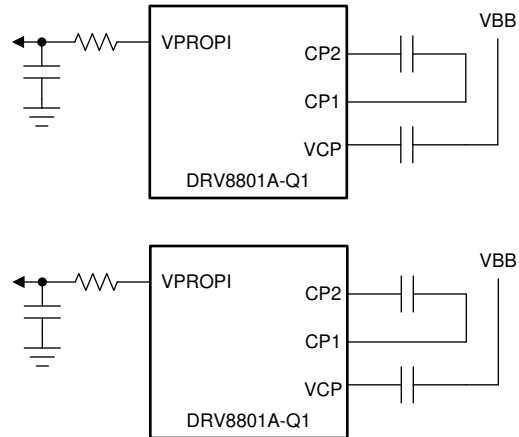 VBB
VPROPI
CP2
CP1
VCP
DRV8801A-Q1
VBB
VPROPI
CP2
CP1
VCP
DRV8801A-Q1